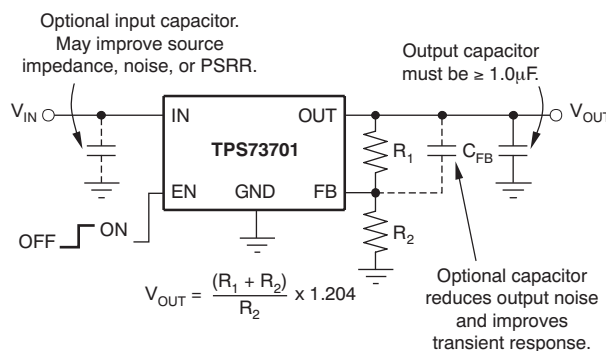 Optional input capacitor.
May improve source
impedance, noise, or PSRR.
Output capacitor
must be ≥ 1.0µF.
V_IN
IN
OUT
V_OUT
TPS73701
R_1
C_FB
EN
GND
FB
OFF
ON
R_2
V_OUT = (R_1 + R_2) / R_2 x 1.204
Optional capacitor
reduces output noise
and improves
transient response.